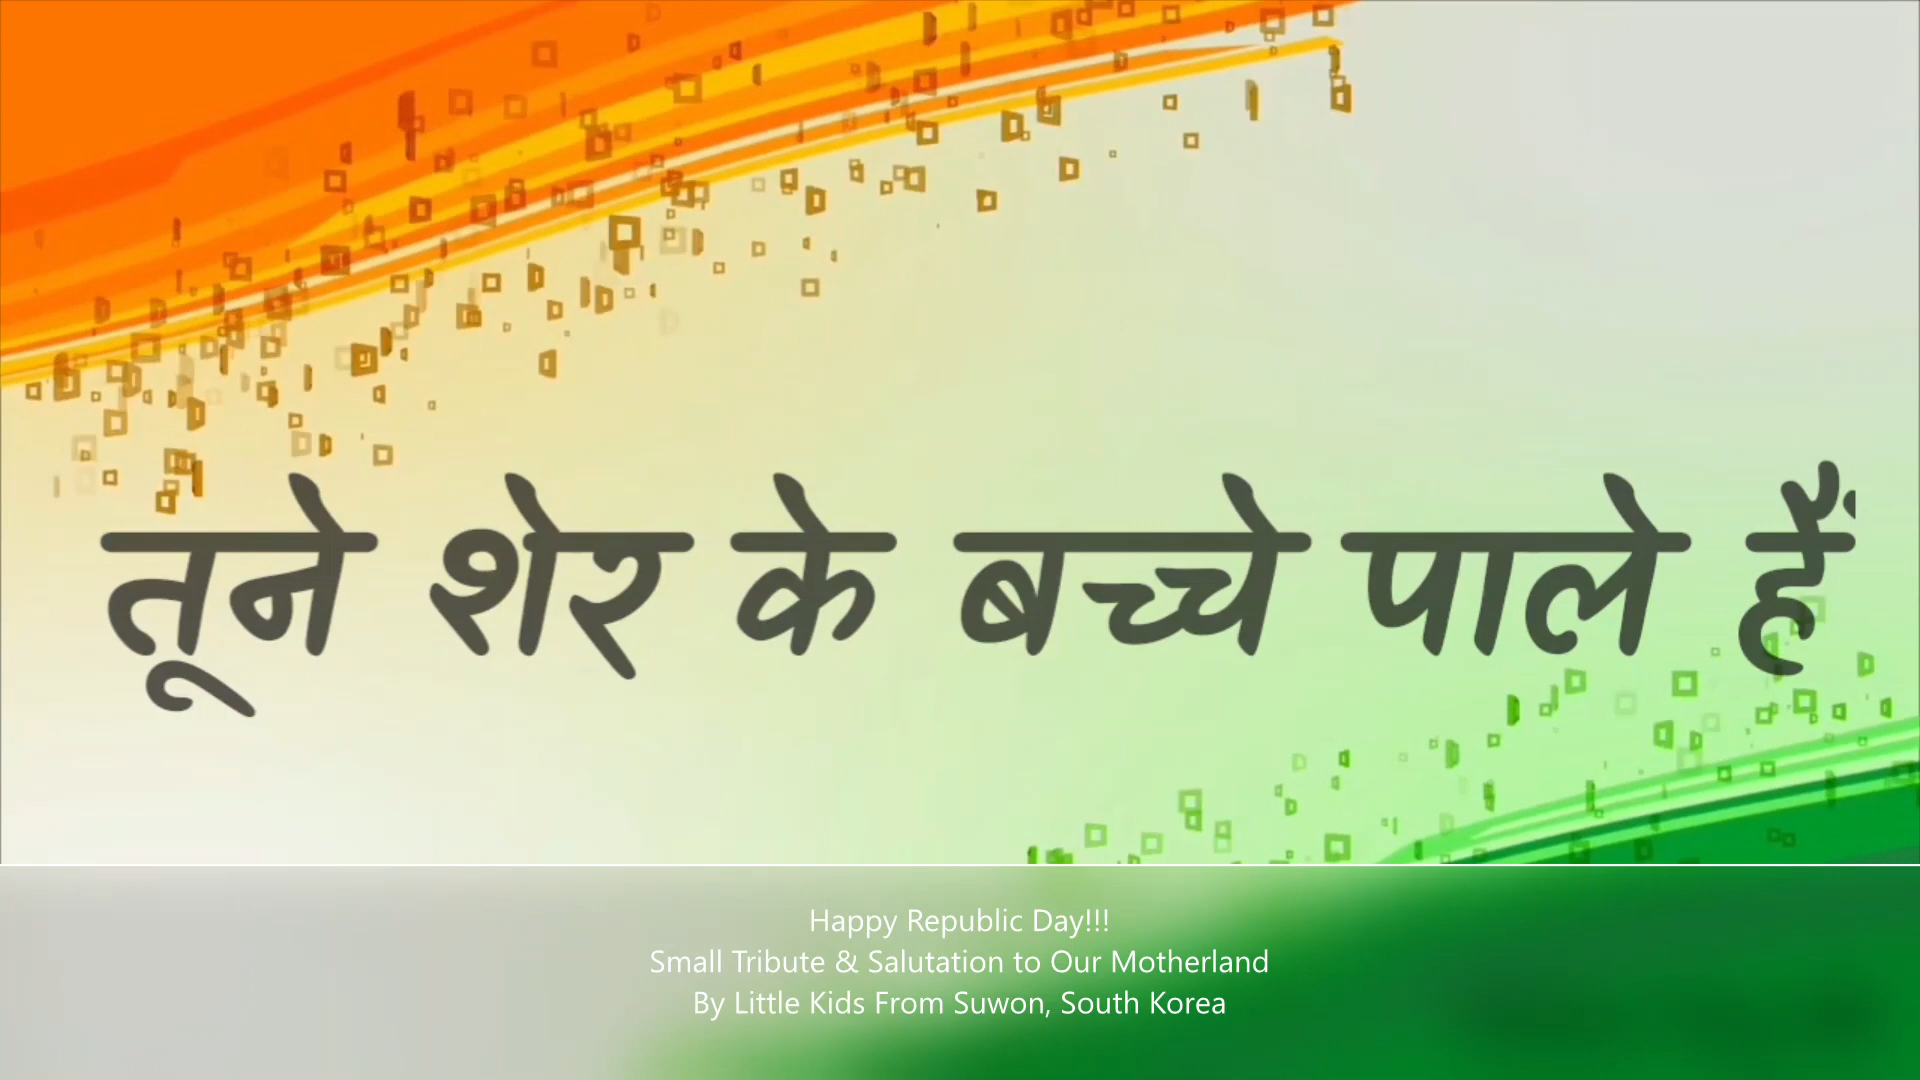 तूने शेर के बच्चे पाले हैं
Happy Republic Day!!!
Small Tribute & Salutation to Our Motherland
By Little Kids From Suwon, South Korea